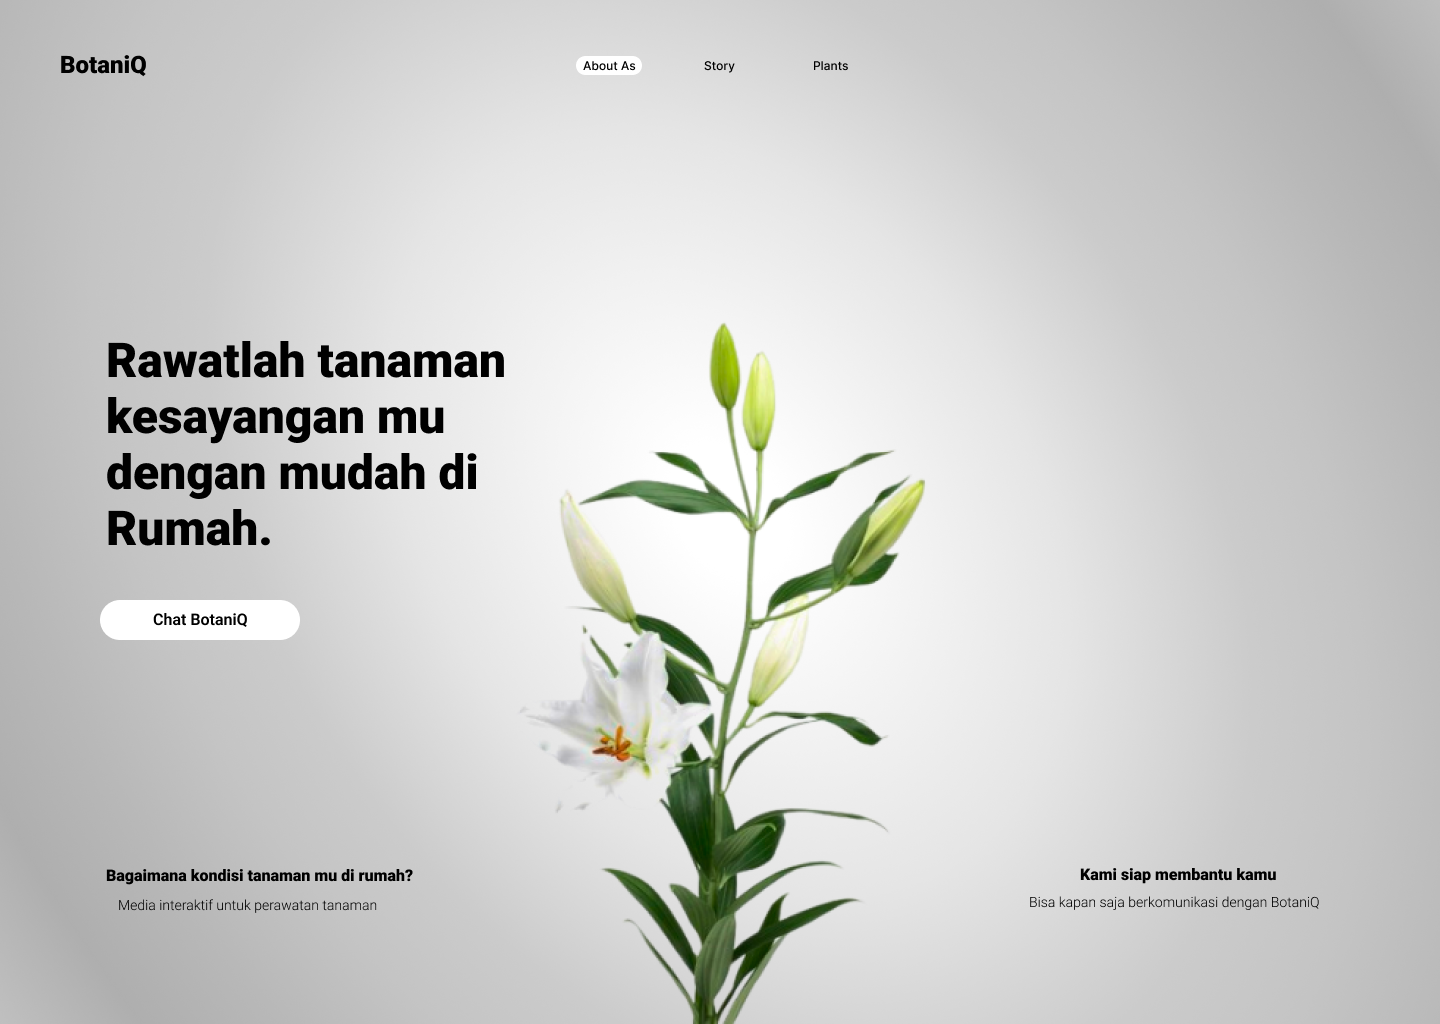 BotaniQ
About As
Story
Plants
Rawatlah tanaman
kesayangan mu
dengan mudah di
Rumah.
Chat BotaniQ
Bagaimana kondisi tanaman mu di rumah?
Media interaktif untuk perawatan tanaman
Kami siap membantu kamu
Bisa kapan saja berkomunikasi dengan BotaniQ